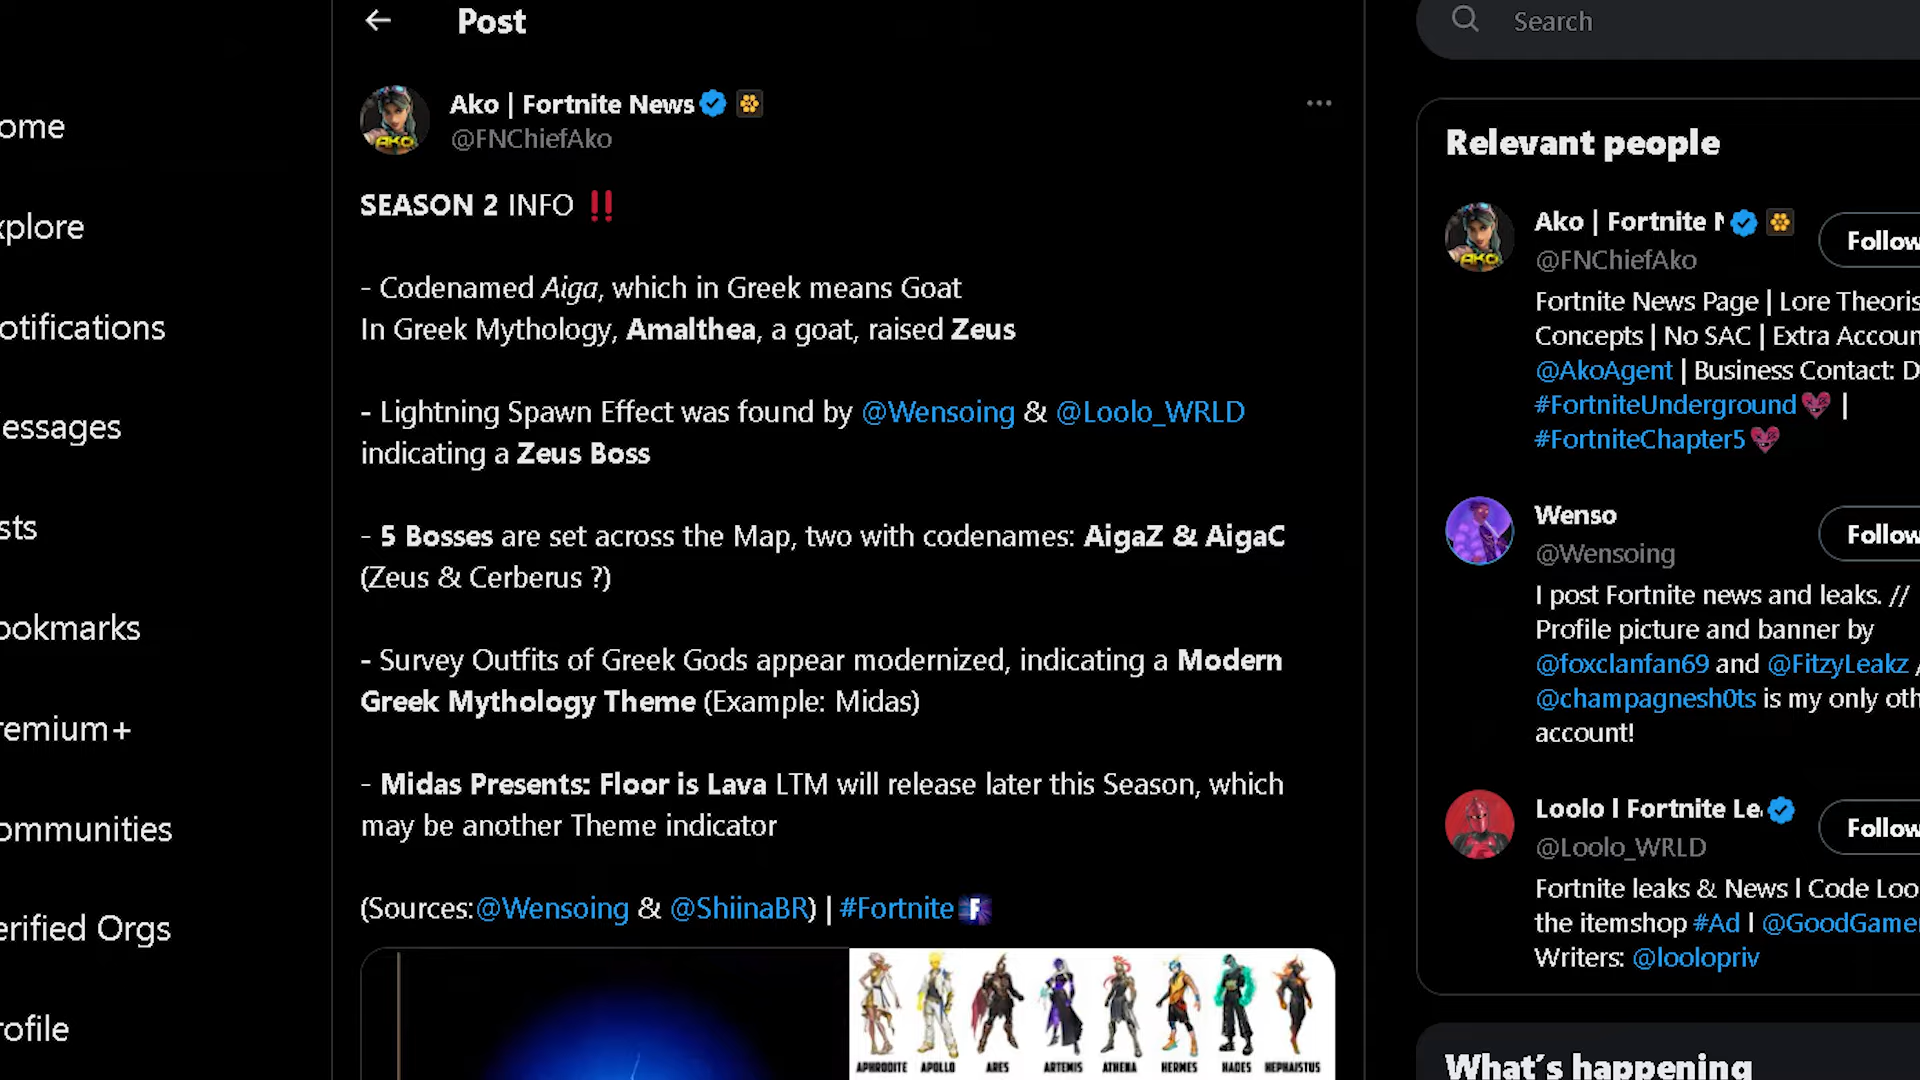 Post
Search
ome
xplore
otifications
essages
sts
ookmarks
remium+
ommunities
erified Orgs
rofile
Ako | Fortnite News
@FNChiefAko
SEASON 2 INFO ‼️
- Codenamed Aiga, which in Greek means Goat
In Greek Mythology, Amalthea, a goat, raised Zeus
- Lightning Spawn Effect was found by @Wensoing & @Loolo_WRLD
indicating a Zeus Boss
- 5 Bosses are set across the Map, two with codenames: AigaZ & AigaC
(Zeus & Cerberus ?)
- Survey Outfits of Greek Gods appear modernized, indicating a Modern
Greek Mythology Theme (Example: Midas)
- Midas Presents: Floor is Lava LTM will release later this Season, which
may be another Theme indicator
(Sources:@Wensoing & @ShiinaBR) | #Fortnite
APHRODITE APOLLO ARES ARTEMIS ATHENA HERMES HADES HEPHAISTUS
Relevant people
Ako | Fortnite N
@FNChiefAko
Follow
Fortnite News Page | Lore Theoris
Concepts | No SAC | Extra Accoun
@AkoAgent | Business Contact: D
#FortniteUnderground |
#FortniteChapter5
Wenso
@Wensoing
Follow
I post Fortnite news and leaks. //
Profile picture and banner by
@foxclanfan69 and @FitzyLeakz /
@champagnesh0ts is my only oth
account!
Loolo l Fortnite Le
@Loolo_WRLD
Follow
Fortnite leaks & News l Code Loo
the itemshop #Ad l @GoodGame
Writers: @loolopriv
What's happening